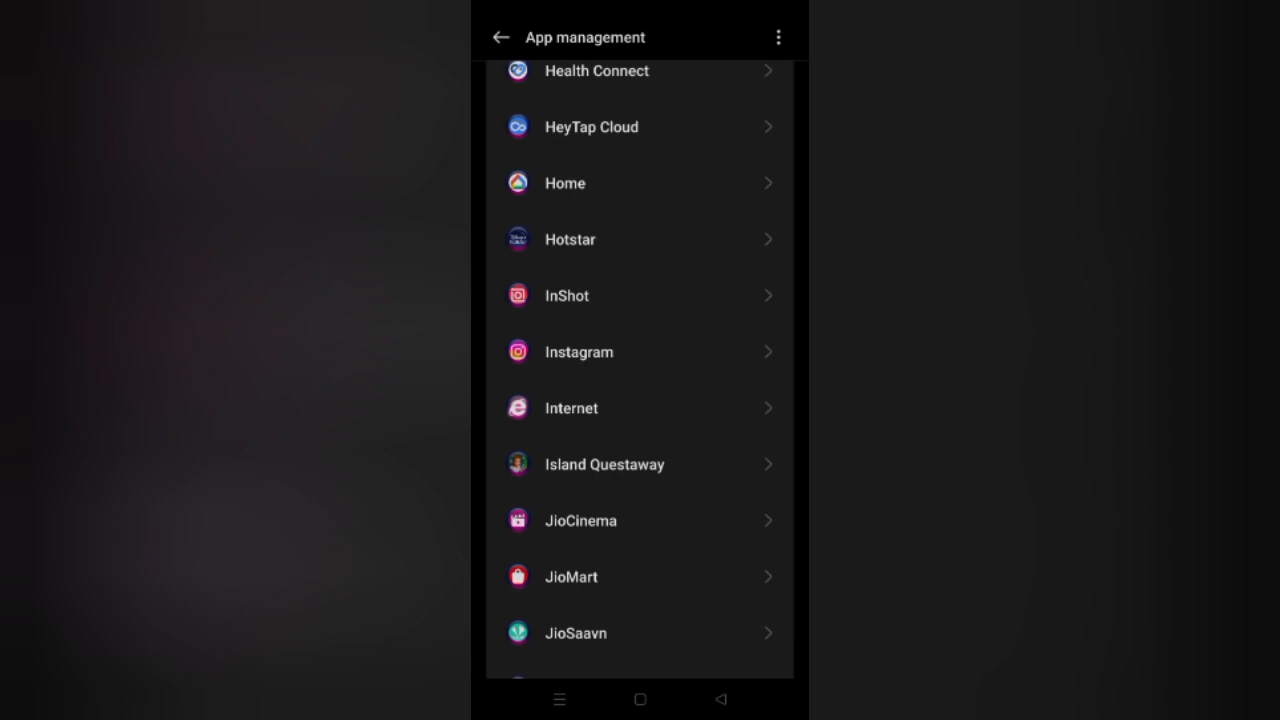 App management
Health Connect
HeyTap Cloud
Home
Hotstar
InShot
Instagram
Internet
Island Questaway
JioCinema
JioMart
JioSaavn